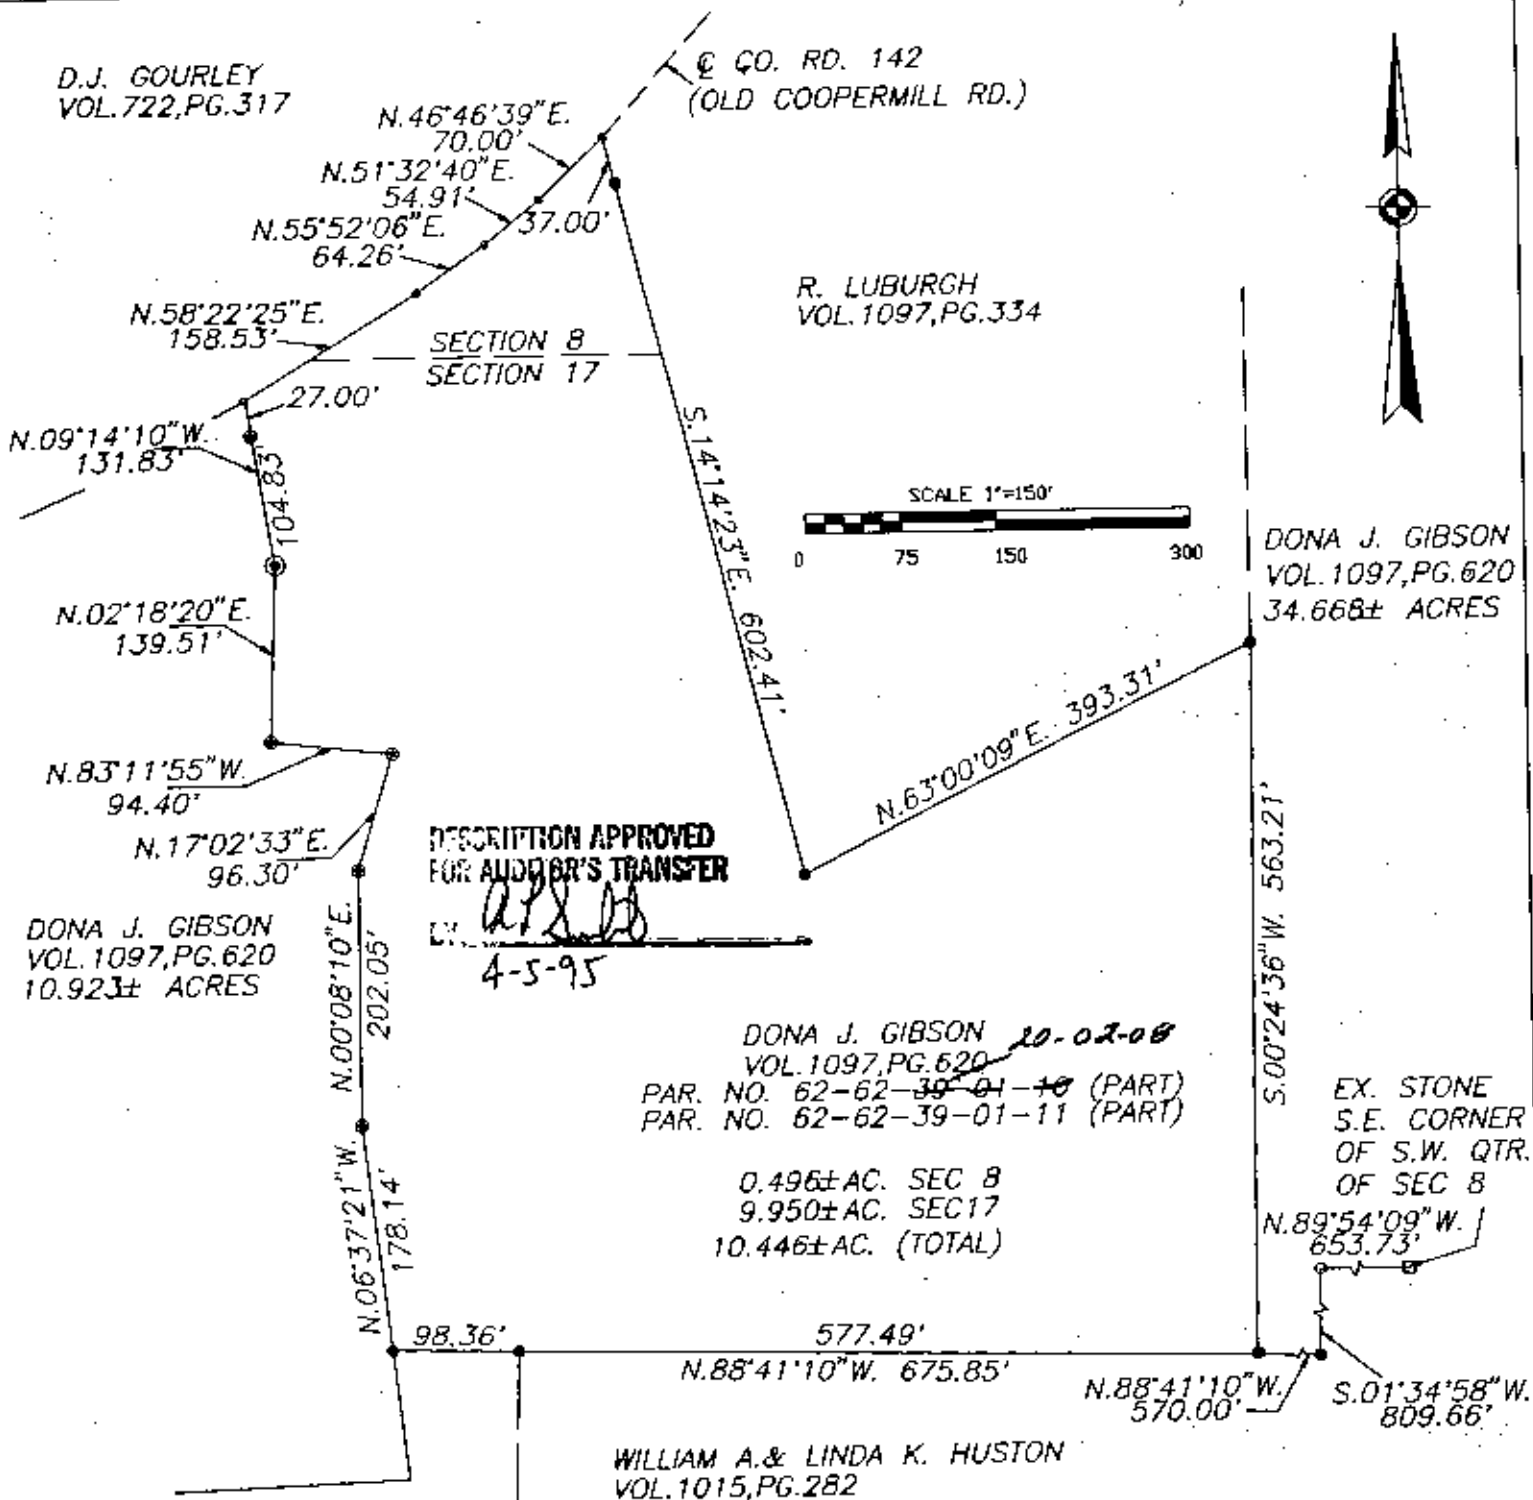 D.J. GOURLEY
VOL.722,PG.317
℄ CO. RD. 142
(OLD COOPERMILL RD.)
N.46°46'39"E.
70.00'
N.51°32'40"E.
54.91'
37.00'
N.55°52'06"E.
64.26'
R. LUBURGH
VOL.1097,PG.334
N.58°22'25"E.
158.53'
SECTION 8
SECTION 17
27.00'
N.09°14'10"W.
131.83'
104.83'
S.14°14'23"E. 602.41'
SCALE 1"=150'
0 75 150 300
DONA J. GIBSON
VOL.1097,PG.620
34.668± ACRES
N.02°18'20"E.
139.51'
N.63°00'09"E. 393.31'
N.83°11'55"W.
94.40'
N.17°02'33"E.
96.30'
DESCRIPTION APPROVED
FOR AUDITOR'S TRANSFER
4-5-95
DONA J. GIBSON
VOL.1097,PG.620
10.923± ACRES
N.00°08'10"E.
202.05'
S.00°24'36"W. 563.21'
DONA J. GIBSON 20-02-08
VOL.1097,PG.620
PAR. NO. 62-62-39-01-10 (PART)
PAR. NO. 62-62-39-01-11 (PART)
0.496±AC. SEC 8
9.950±AC. SEC17
10.446±AC. (TOTAL)
EX. STONE
S.E. CORNER
OF S.W. QTR.
OF SEC 8
N.89°54'09"W.
653.73'
N.06°37'21"W.
178.14'
98.36'
577.49'
N.88°41'10"W. 675.85'
N.88°41'10"W.
570.00'
S.01°34'58"W.
809.66'
WILLIAM A.& LINDA K. HUSTON
VOL.1015,PG.282